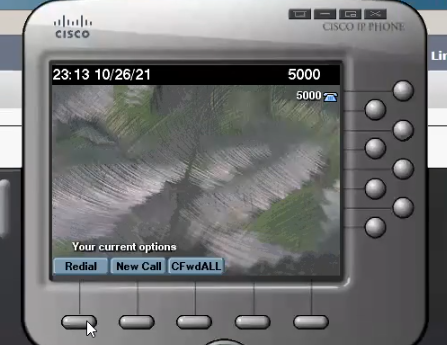 CISCO
CISCO IP PHONE
Lin
23:13 10/26/21 5000
5000
Your current options
Redial New Call CFwdALL